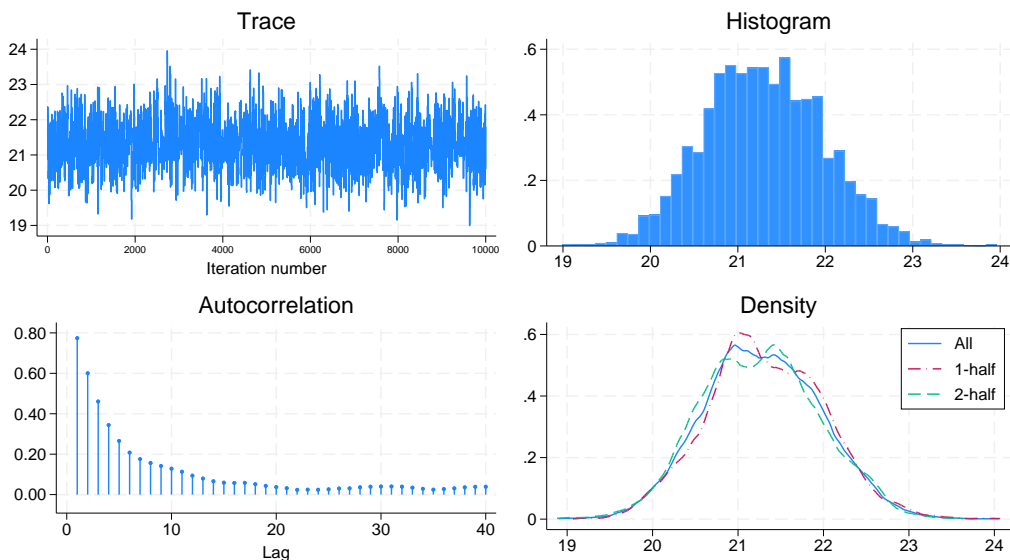 Trace
24
23
22
21
20
19
0 2000 4000 6000 8000 10000
Iteration number
Histogram
.6
.4
.2
0
19 20 21 22 23 24
Autocorrelation
0.80
0.60
0.40
0.20
0.00
0 10 20 30 40
Lag
Density
.6
.4
.2
0
19 20 21 22 23 24
All
1-half
2-half